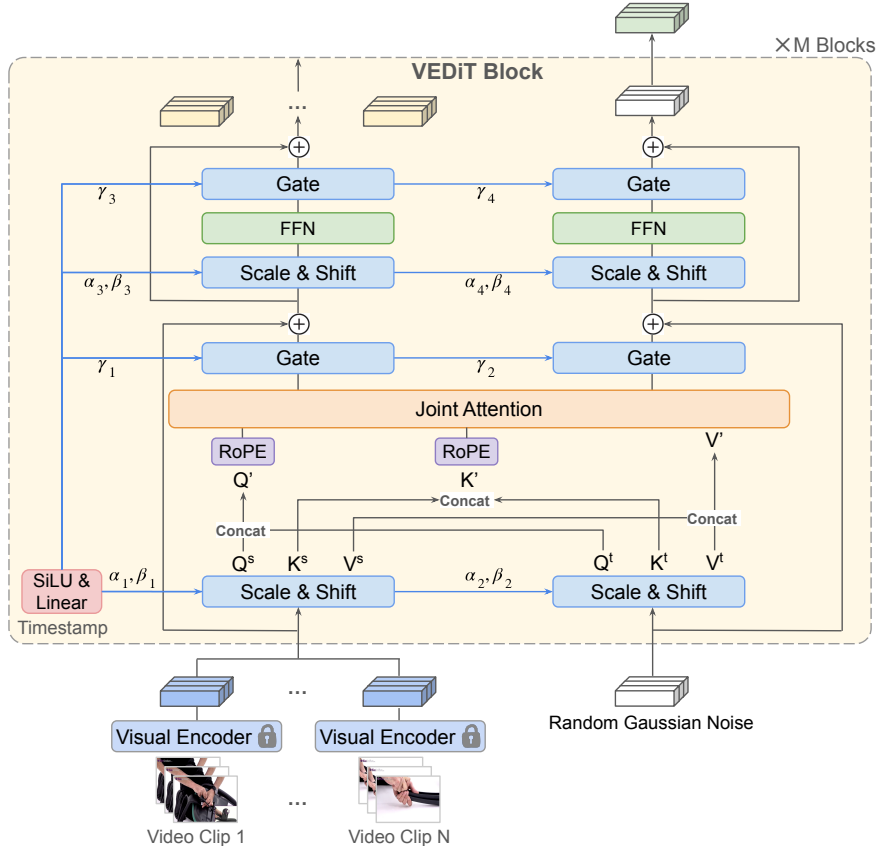 ×M Blocks
VEDiT Block
...
γ₃
Gate
γ₄
Gate
FFN
FFN
α₃,β₃
Scale & Shift
α₄,β₄
Scale & Shift
γ₁
Gate
γ₂
Gate
Joint Attention
RoPE
RoPE
V'
Q'
K'
Concat
Concat
Concat
Qˢ
Kˢ
Vˢ
Qᵗ
Kᵗ
Vᵗ
SiLU &
Linear
α₁,β₁
Scale & Shift
α₂,β₂
Scale & Shift
Timestamp
...
Random Gaussian Noise
Visual Encoder
Visual Encoder
...
Video Clip 1
Video Clip N